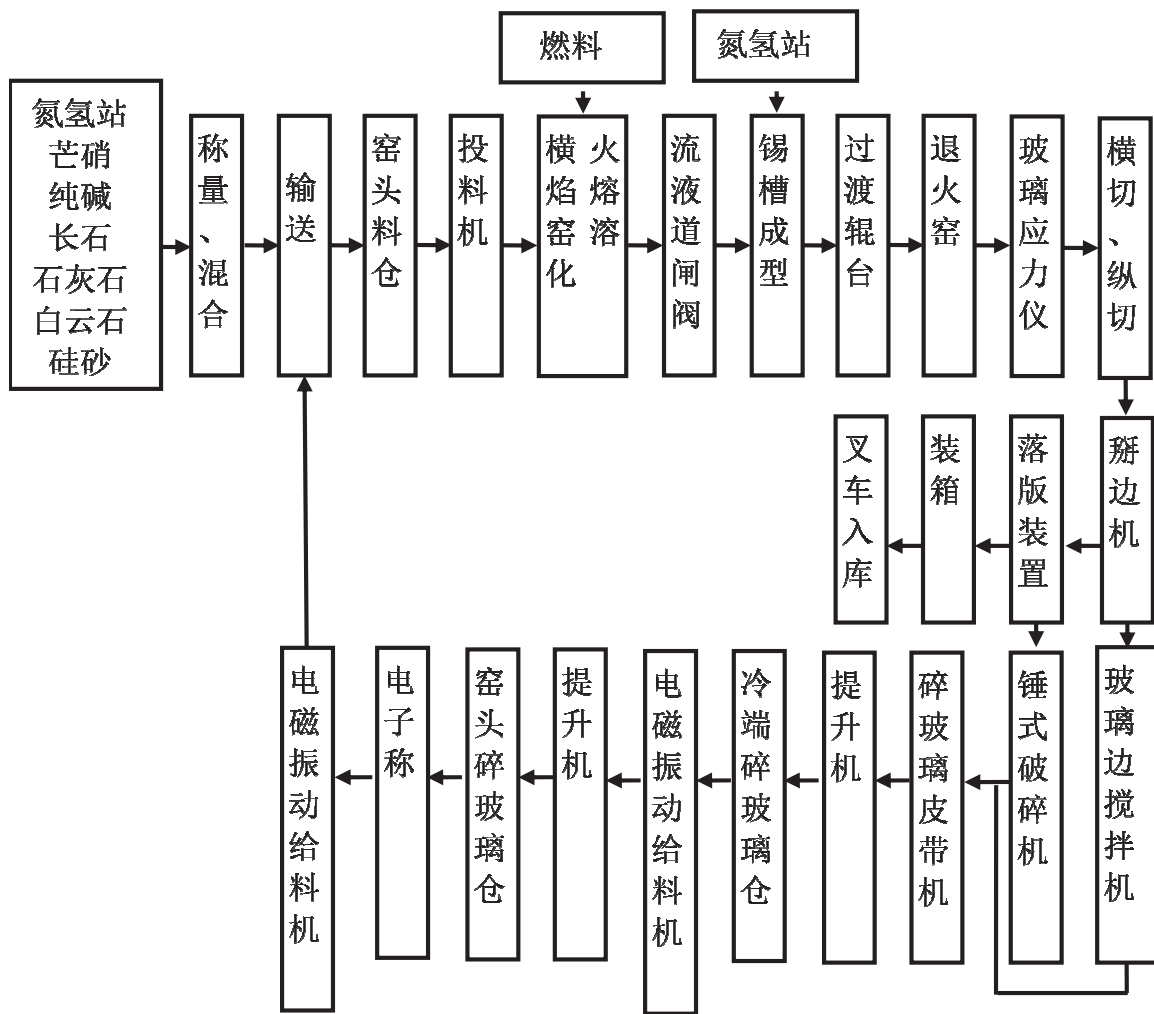 燃料
氮氢站
氮氢站
芒硝
纯碱
长石
石灰石
白云石
硅砂
称量、混合
输送
窑头料仓
投料机
横火
焰熔
窑溶
化
流液道闸阀
锡槽成型
过渡辊台
退火窑
玻璃应力仪
横切、纵切
掰边机
落版装置
装箱
叉车入库
玻璃边搅拌机
锤式破碎机
碎玻璃皮带机
提升机
冷端碎玻璃仓
电磁振动给料机
提升机
窑头碎玻璃仓
电子称
电磁振动给料机